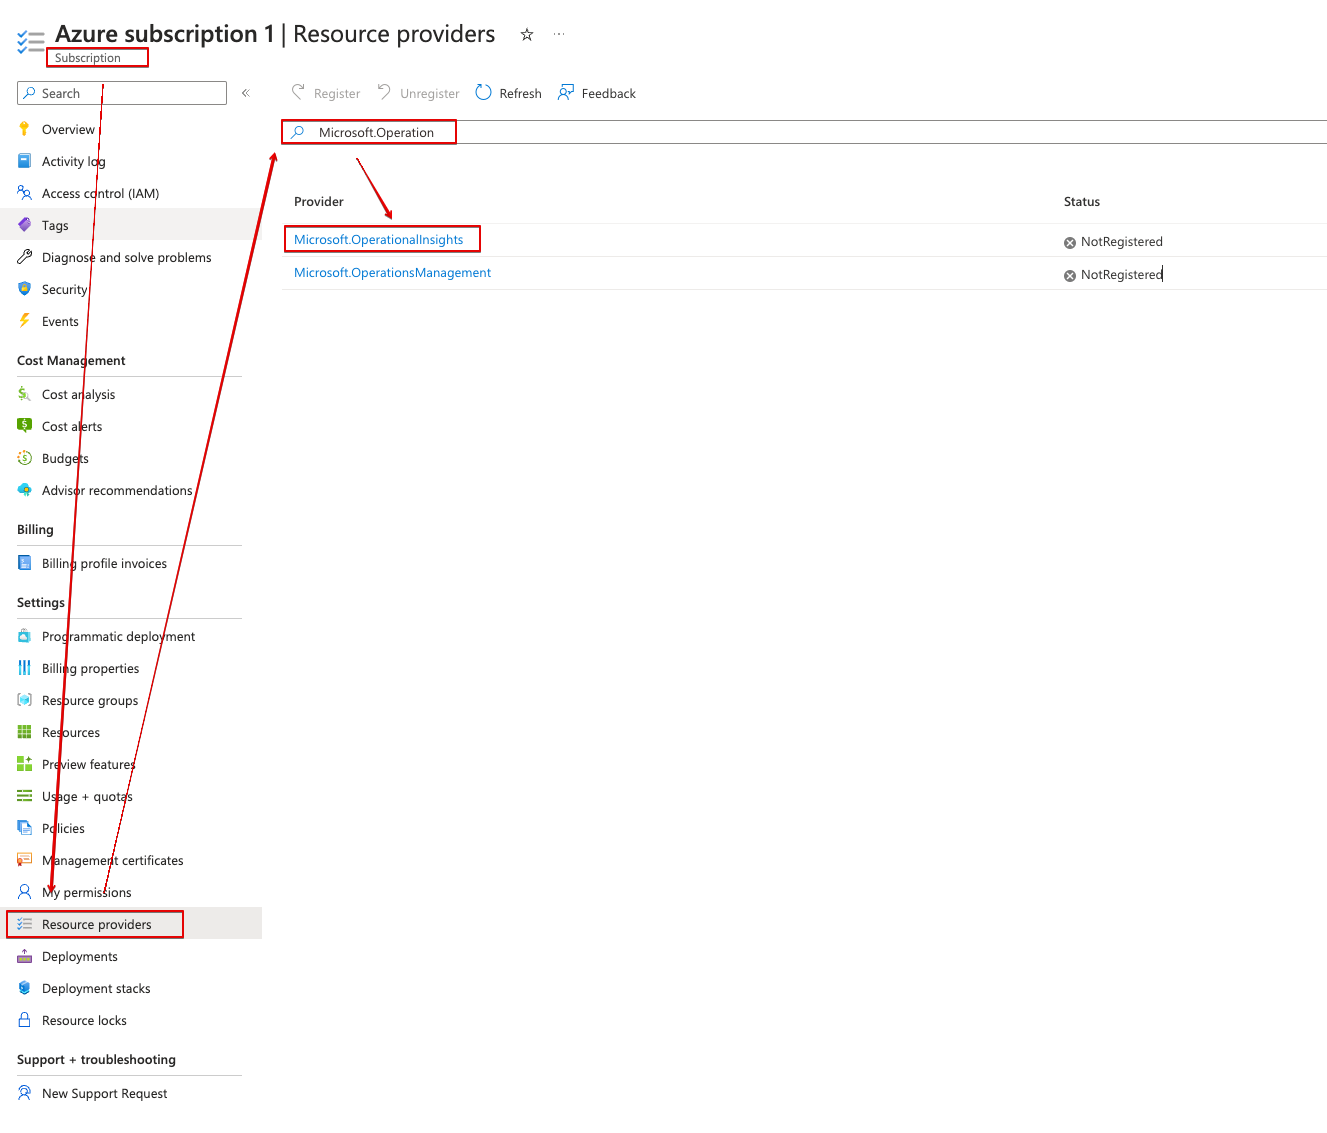 Azure subscription 1 | Resource providers
Subscription
Search
Overview
Activity log
Access control (IAM)
Tags
Diagnose and solve problems
Security
Events
Cost Management
Cost analysis
Cost alerts
Budgets
Advisor recommendations
Billing
Billing profile invoices
Settings
Programmatic deployment
Billing properties
Resource groups
Resources
Preview features
Usage + quotas
Policies
Management certificates
My permissions
Resource providers
Deployments
Deployment stacks
Resource locks
Support + troubleshooting
New Support Request
Register Unregister Refresh Feedback
Microsoft.Operation
Provider Status
Microsoft.OperationalInsights NotRegistered
Microsoft.OperationsManagement NotRegistered